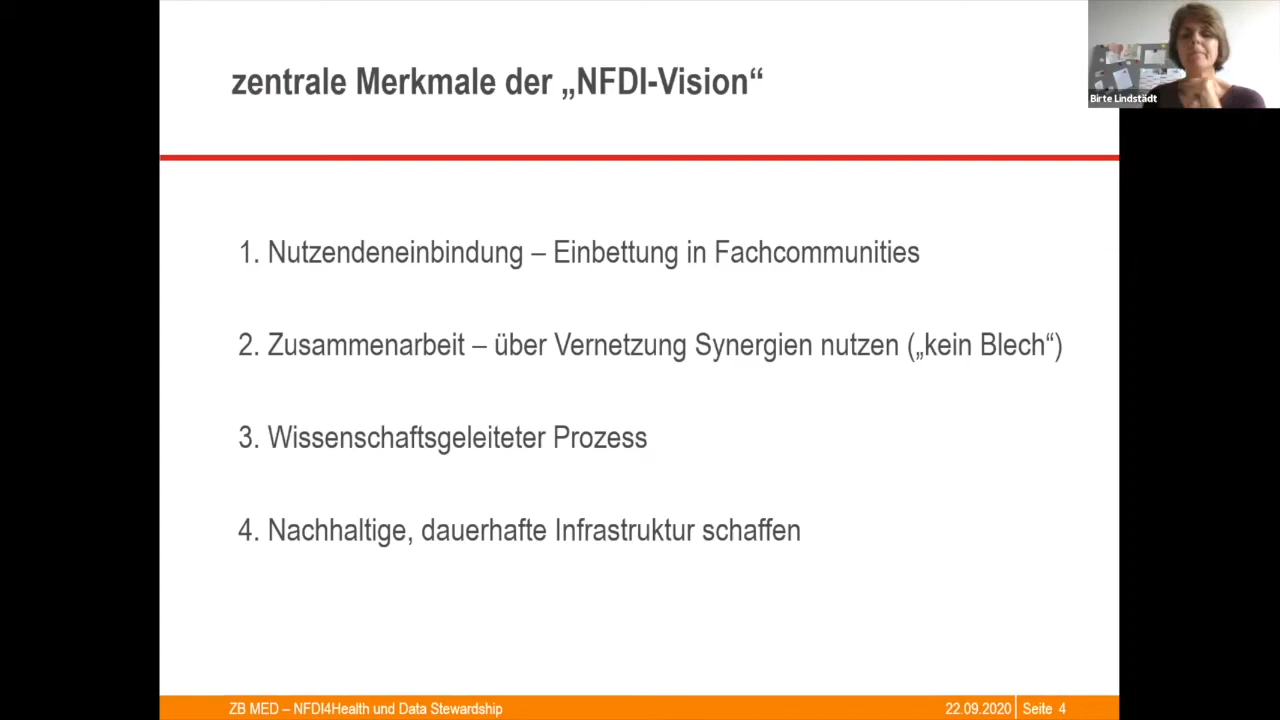 zentrale Merkmale der „NFDI-Vision“
Birte Lindstädt
1. Nutzendeneinbindung – Einbettung in Fachcommunities
2. Zusammenarbeit – über Vernetzung Synergien nutzen („kein Blech“)
3. Wissenschaftsgeleiteter Prozess
4. Nachhaltige, dauerhafte Infrastruktur schaffen
ZB MED – NFDI4Health und Data Stewardship
22.09.2020 Seite 4